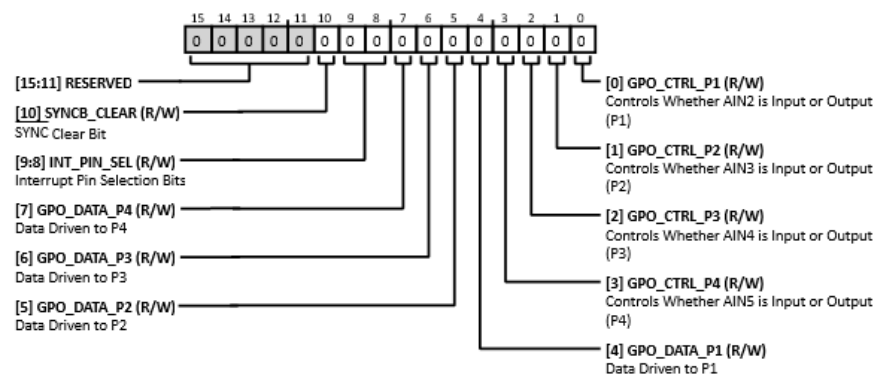 15 14 13 12 11 10 9 8 7 6 5 4 3 2 1 0
0 0 0 0 0 0 0 0 0 0 0 0 0 0 0 0
[15:11] RESERVED
[10] SYNCB_CLEAR (R/W)
SYNC Clear Bit
[9:8] INT_PIN_SEL (R/W)
Interrupt Pin Selection Bits
[7] GPO_DATA_P4 (R/W)
Data Driven to P4
[6] GPO_DATA_P3 (R/W)
Data Driven to P3
[5] GPO_DATA_P2 (R/W)
Data Driven to P2
[0] GPO_CTRL_P1 (R/W)
Controls Whether AIN2 is Input or Output
(P1)
[1] GPO_CTRL_P2 (R/W)
Controls Whether AIN3 is Input or Output
(P2)
[2] GPO_CTRL_P3 (R/W)
Controls Whether AIN4 is Input or Output
(P3)
[3] GPO_CTRL_P4 (R/W)
Controls Whether AIN5 is Input or Output
(P4)
[4] GPO_DATA_P1 (R/W)
Data Driven to P1